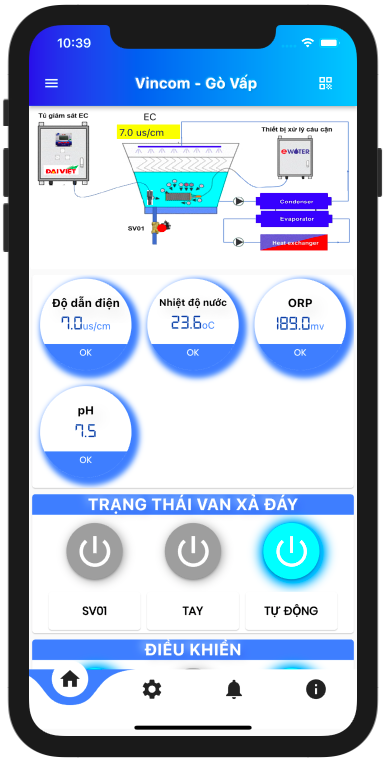 10:39
Vincom - Gò Vấp
Tủ giám sát EC
EC
7.0 us/cm
Thiết bị xử lý cáu cặn
eWATER
ĐẠI VIỆT
SV01
Condenser
Evaporator
Heat exchanger
Độ dẫn điện
7.0us/cm
OK
Nhiệt độ nước
23.6oC
OK
ORP
189.0mv
OK
pH
7.5
OK
TRẠNG THÁI VAN XẢ ĐÁY
SV01
TAY
TỰ ĐỘNG
ĐIỀU KHIỂN